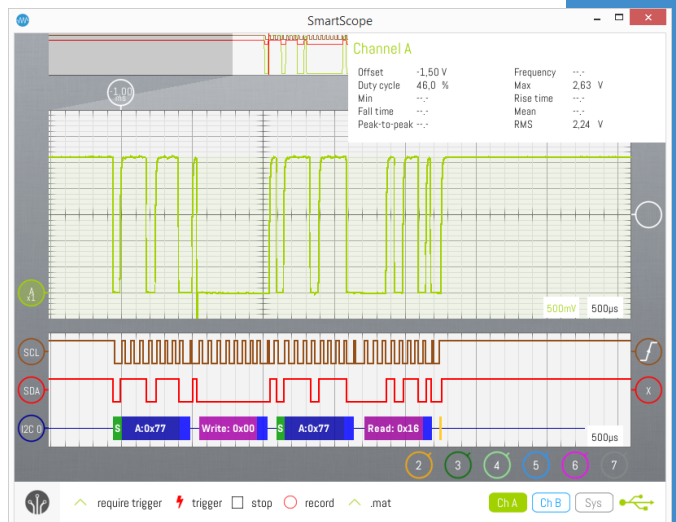 SmartScope
Channel A
Offset -1,50 V Frequency --.-
Duty cycle 46,0 % Max 2,63 V
Min --.- Rise time --.-
Fall time --.- Mean --.-
Peak-to-peak --.- RMS 2,24 V
-1,00
ms
A
x1
500mV 500µs
SCL
SDA X
I2C 0 S A:0x77 Write: 0x00 S A:0x77 Read: 0x16
500µs
2 3 4 5 6 7
require trigger trigger stop record .mat Ch A Ch B Sys